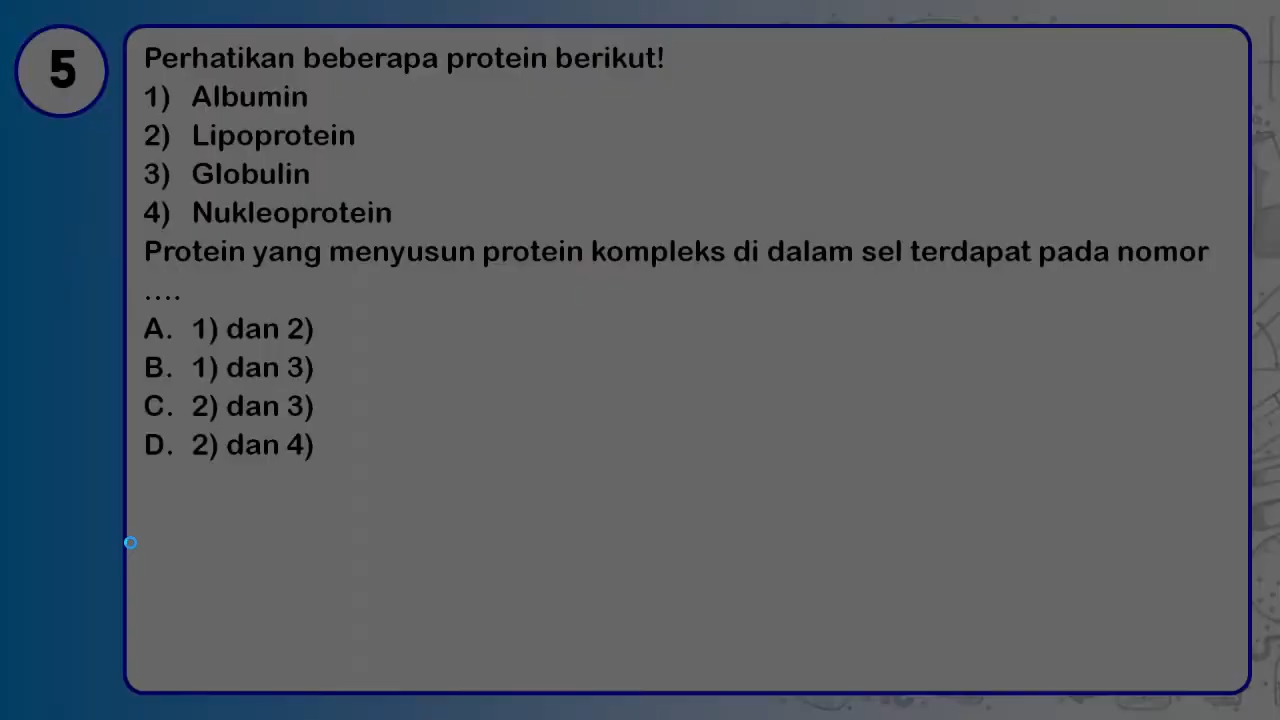 5
Perhatikan beberapa protein berikut!
1) Albumin
2) Lipoprotein
3) Globulin
4) Nukleoprotein
Protein yang menyusun protein kompleks di dalam sel terdapat pada nomor
....
A. 1) dan 2)
B. 1) dan 3)
C. 2) dan 3)
D. 2) dan 4)